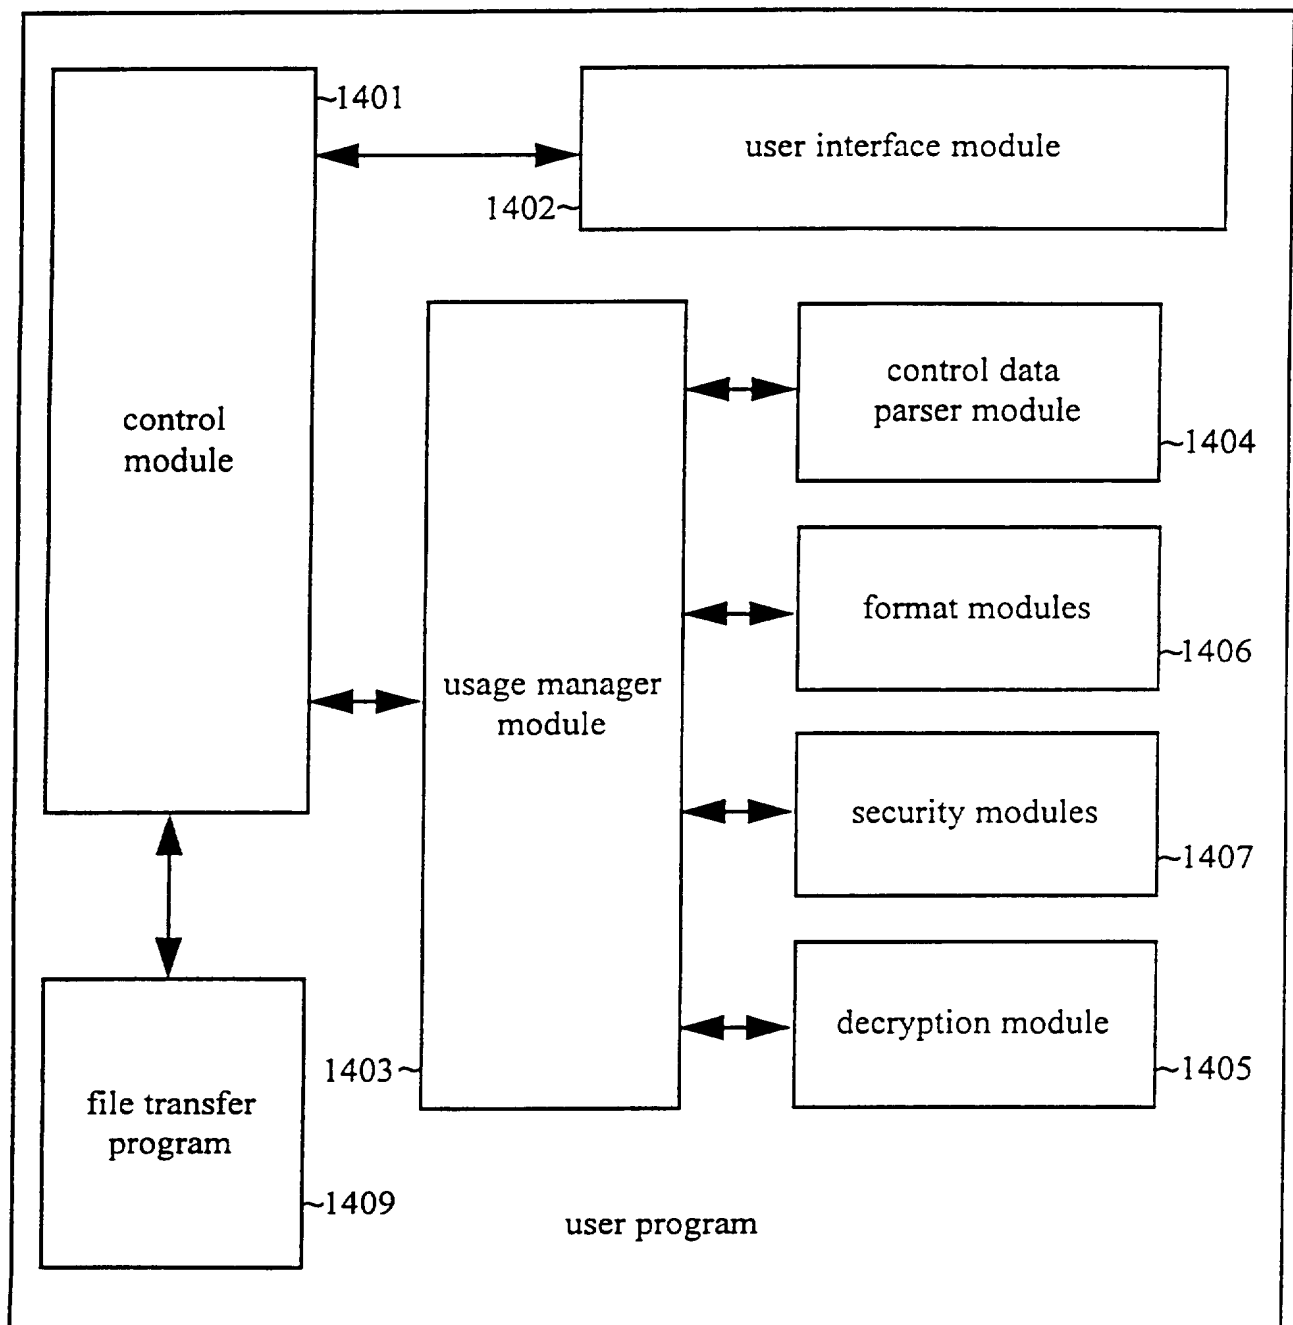 ~1401
user interface module
1402~
control data
parser module
~1404
control
module
format modules
~1406
usage manager
module
security modules
~1407
decryption module
~1405
1403~
file transfer
program
~1409
user program